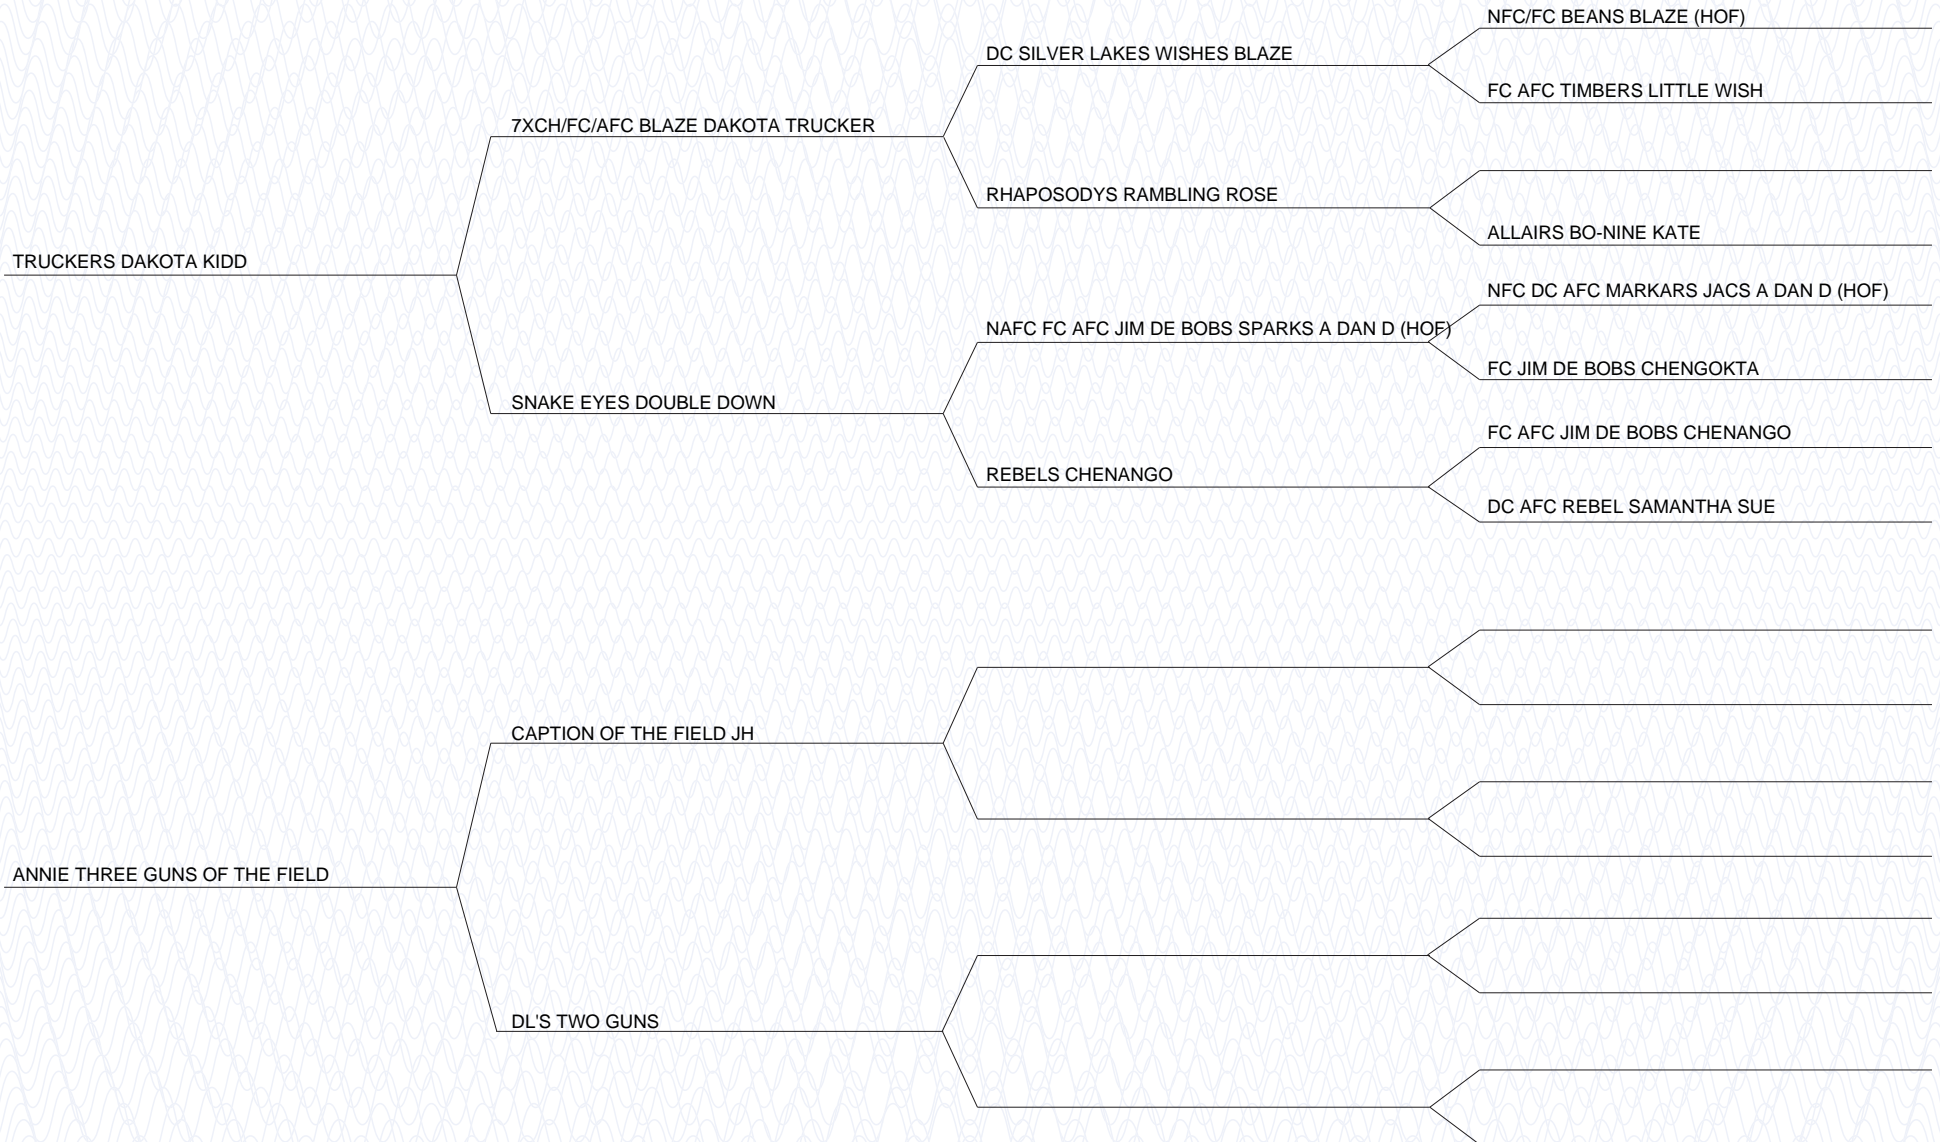 NFC/FC BEANS BLAZE (HOF)
DC SILVER LAKES WISHES BLAZE
FC AFC TIMBERS LITTLE WISH
7XCH/FC/AFC BLAZE DAKOTA TRUCKER
RHAPOSODYS RAMBLING ROSE
ALLAIRS BO-NINE KATE
TRUCKERS DAKOTA KIDD
NFC DC AFC MARKARS JACS A DAN D (HOF)
NAFC FC AFC JIM DE BOBS SPARKS A DAN D (HOF)
FC JIM DE BOBS CHENGOKTA
SNAKE EYES DOUBLE DOWN
FC AFC JIM DE BOBS CHENANGO
REBELS CHENANGO
DC AFC REBEL SAMANTHA SUE
CAPTION OF THE FIELD JH
ANNIE THREE GUNS OF THE FIELD
DL'S TWO GUNS